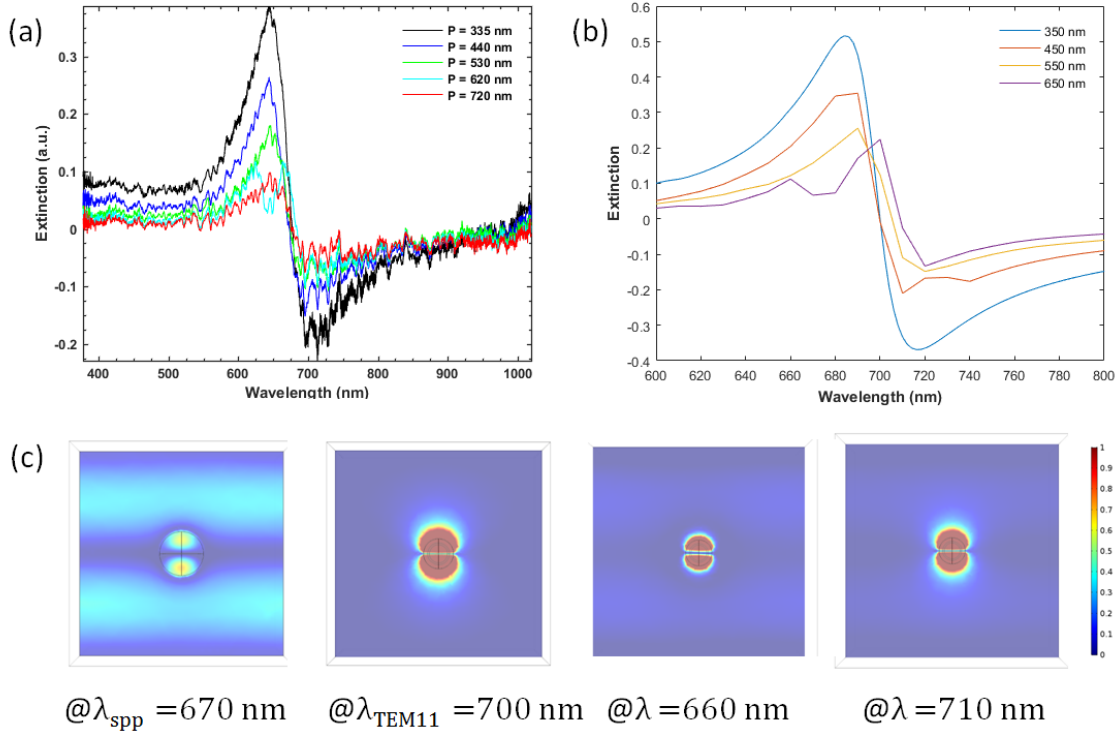 (a)
P = 335 nm
P = 440 nm
P = 530 nm
P = 620 nm
P = 720 nm
Extinction (a.u.)
0.3
0.2
0.1
0
-0.1
-0.2
400 500 600 700 800 900 1000
Wavelength (nm)
(b)
350 nm
450 nm
550 nm
650 nm
Extinction
0.6
0.5
0.4
0.3
0.2
0.1
0
-0.1
-0.2
-0.3
-0.4
600 620 640 660 680 700 720 740 760 780 800
Wavelength (nm)
(c)
1
0.9
0.8
0.7
0.6
0.5
0.4
0.3
0.2
0.1
0
@λspp =670 nm
@λTEM11 =700 nm
@λ =660 nm
@λ =710 nm